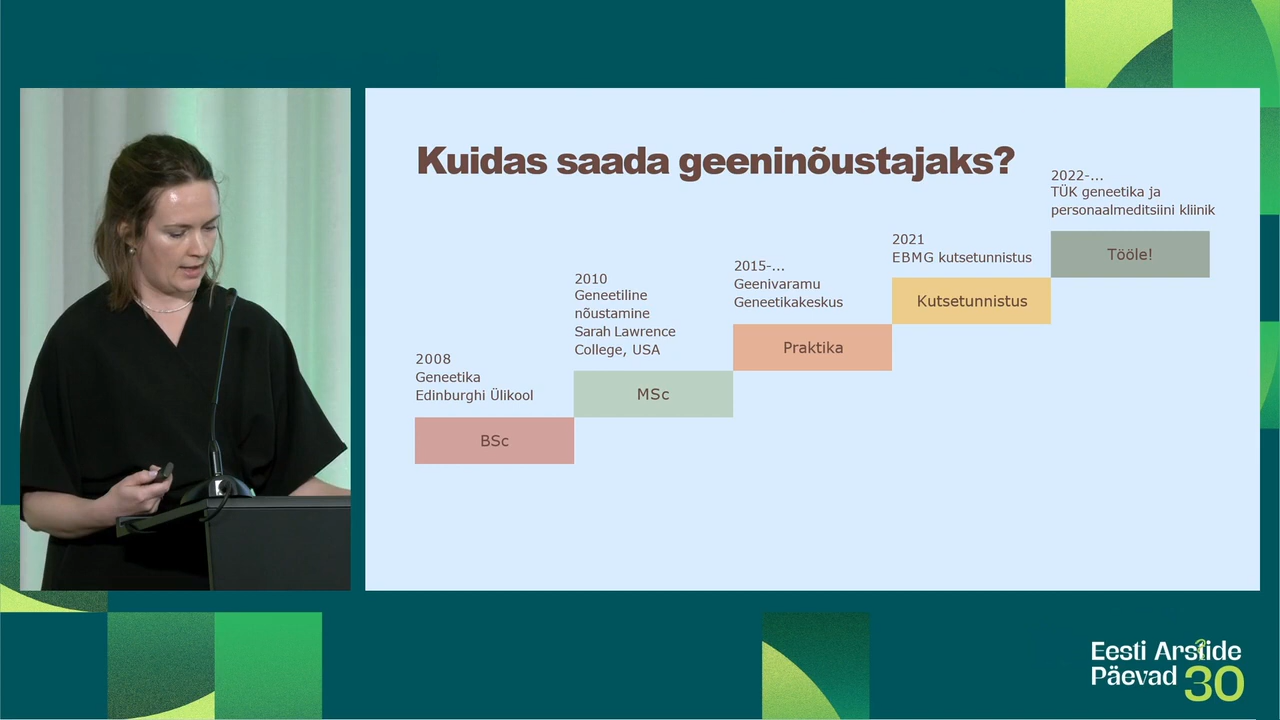 Kuidas saada geeninõustajaks?
2008
Geneetika
Edinburghi Ülikool
BSc
2010
Geneetiline
nõustamine
Sarah Lawrence
College, USA
MSc
2015-...
Geenivaramu
Geneetikakeskus
Praktika
2021
EBMG kutsetunnistus
Kutsetunnistus
2022-...
TÜK geneetika ja
personaalmeditsiini kliinik
Tööle!
Eesti Arstide
Päevad 30